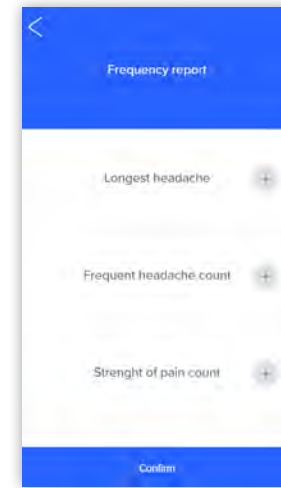 Frequency report
Longest headache
Frequent headache count
Strenght of pain count
Confirm